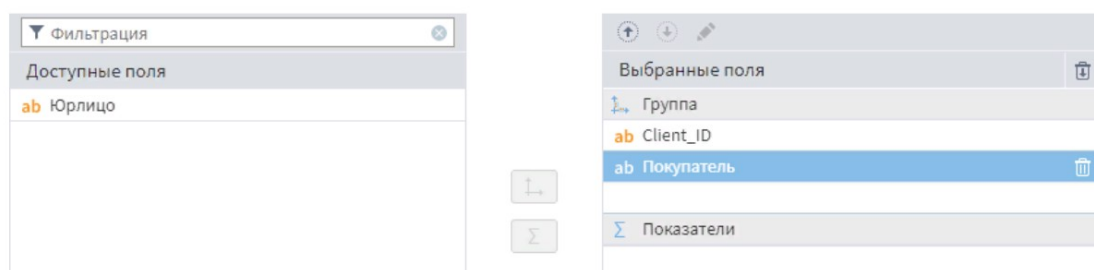 Фильтрация
Доступные поля
ab Юрлицо
Выбранные поля
Группа
ab Client_ID
ab Покупатель
Σ Показатели
Σ